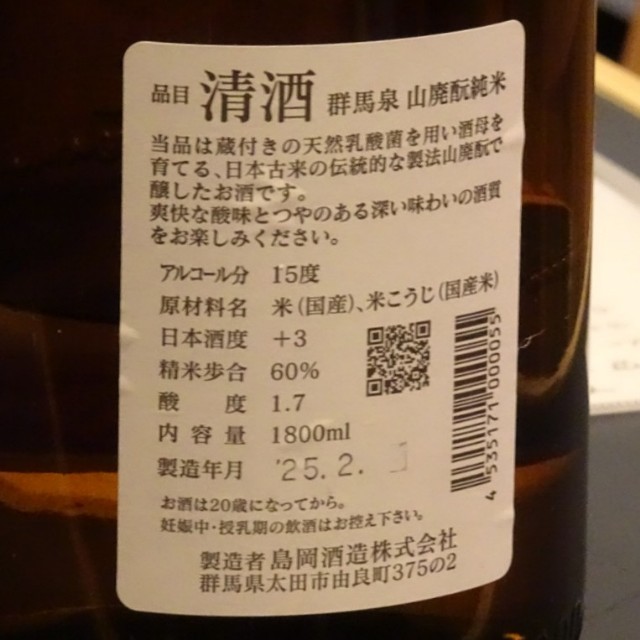 品目 清酒 群馬泉 山廃酛純米
当品は蔵付きの天然乳酸菌を用い酒母を
育てる、日本古来の伝統的な製法山廃酛で
醸したお酒です。
爽快な酸味とつやのある深い味わいの酒質
をお楽しみください。
アルコール分 15度
原材料名 米(国産)、米こうじ(国産米)
日本酒度 +3
精米歩合 60%
酸度 1.7
内容量 1800ml
製造年月 '25.2.
4 535171 000055
お酒は20歳になってから。
妊娠中・授乳期の飲酒はお控え下さい。
製造者 島岡酒造株式会社
群馬県太田市由良町375の2